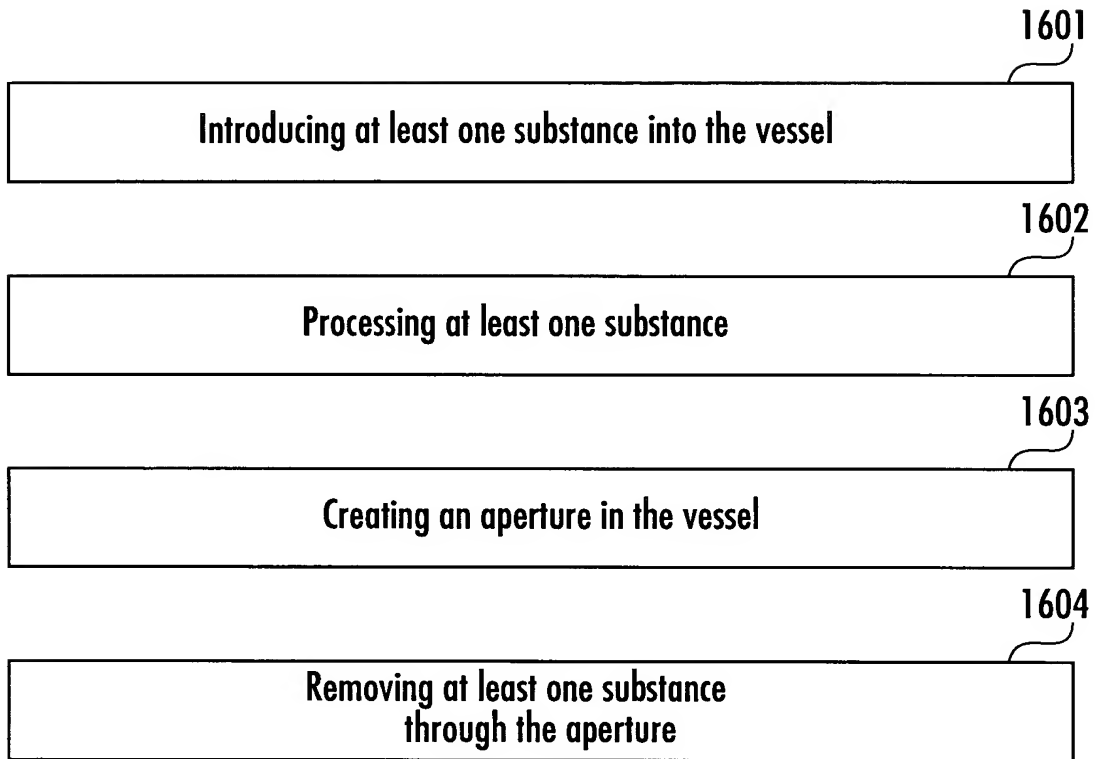 1601
Introducing at least one substance into the vessel
1602
Processing at least one substance
1603
Creating an aperture in the vessel
1604
Removing at least one substance
through the aperture